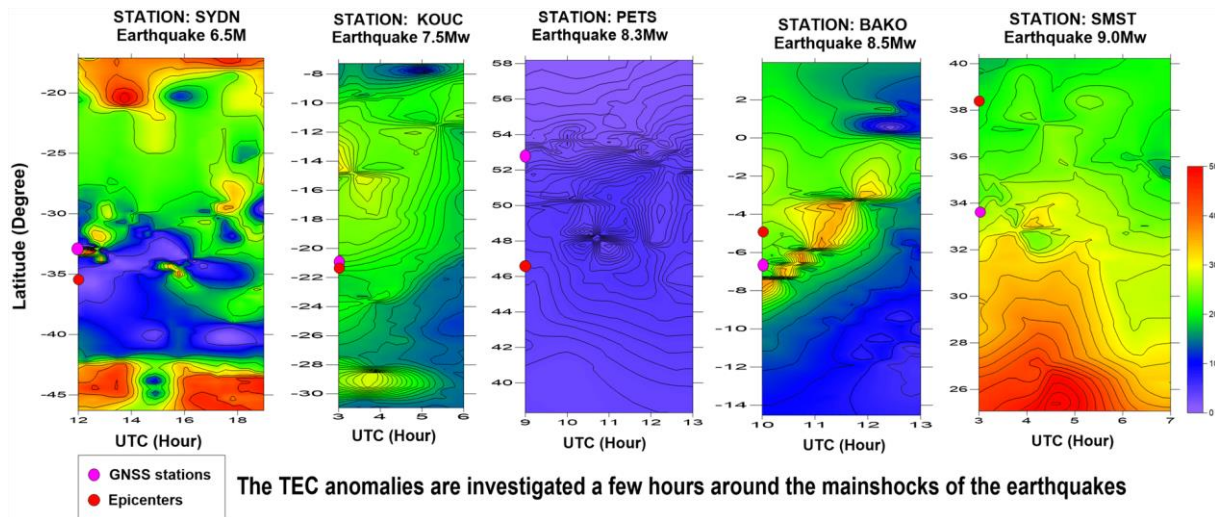 STATION: SYDN
Earthquake 6.5M
STATION: KOUC
Earthquake 7.5Mw
STATION: PETS
Earthquake 8.3Mw
STATION: BAKO
Earthquake 8.5Mw
STATION: SMST
Earthquake 9.0Mw
Latitude (Degree)
-20
-25
-30
-35
-40
-45
12 14 16 18
UTC (Hour)
-8
-10
-12
-14
-16
-18
-20
-22
-24
-26
-28
-30
3 4 5 6
UTC (Hour)
58
56
54
52
50
48
46
44
42
40
9 10 11 12 13
UTC (Hour)
2
0
-2
-4
-6
-8
-10
-12
-14
10 11 12 13
UTC (Hour)
40
38
36
34
32
30
28
26
3 4 5 6 7
UTC (Hour)
50
40
30
20
10
0
GNSS stations
Epicenters
The TEC anomalies are investigated a few hours around the mainshocks of the earthquakes